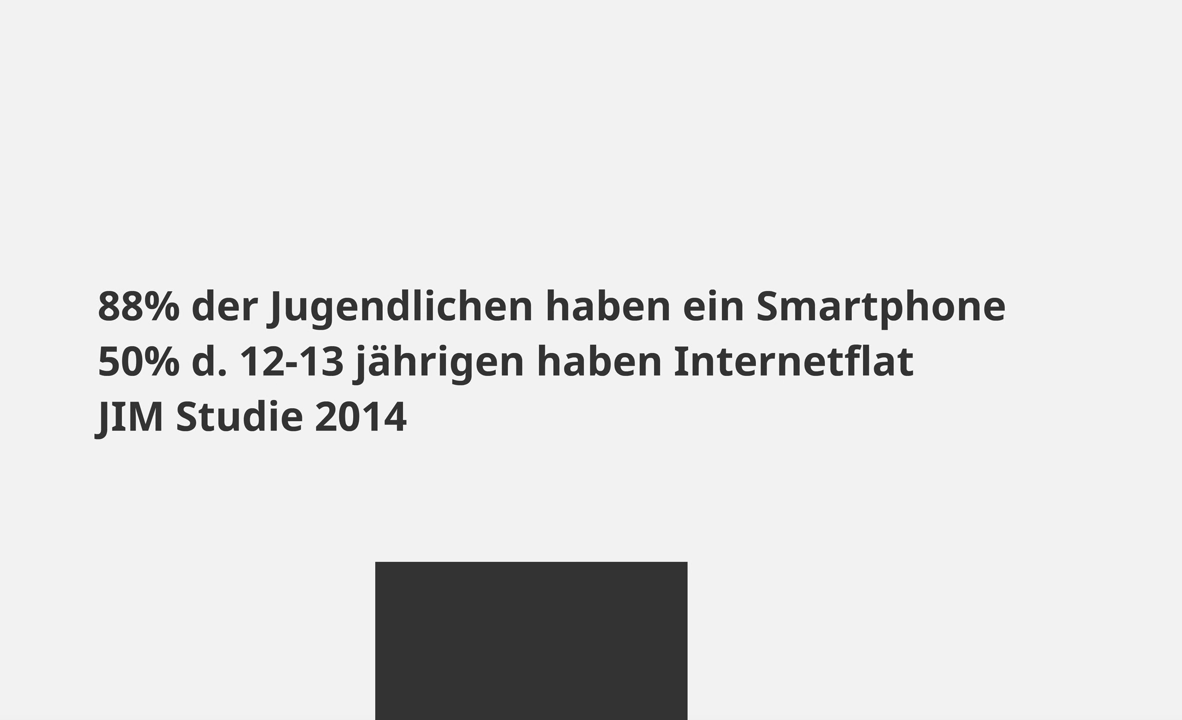 88% der Jugendlichen haben ein Smartphone
50% d. 12-13 jährigen haben Internetflat
JIM Studie 2014